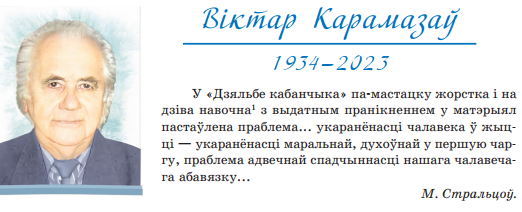 Віктар Карамазаў
1934–2023
У «Дзяльбе кабанчыка» па-мастацку жорстка і на
дзіва навочна¹ з выдатным пранікненнем у матэрыял
пастаўлена праблема... укаранёнасці чалавека ў жыц-
ці — укаранёнасці маральнай, духоўнай у першую чар-
гу, праблема адвечнай спадчыннасці нашага чалавеча-
га абавязку...
М. Стральцоў.